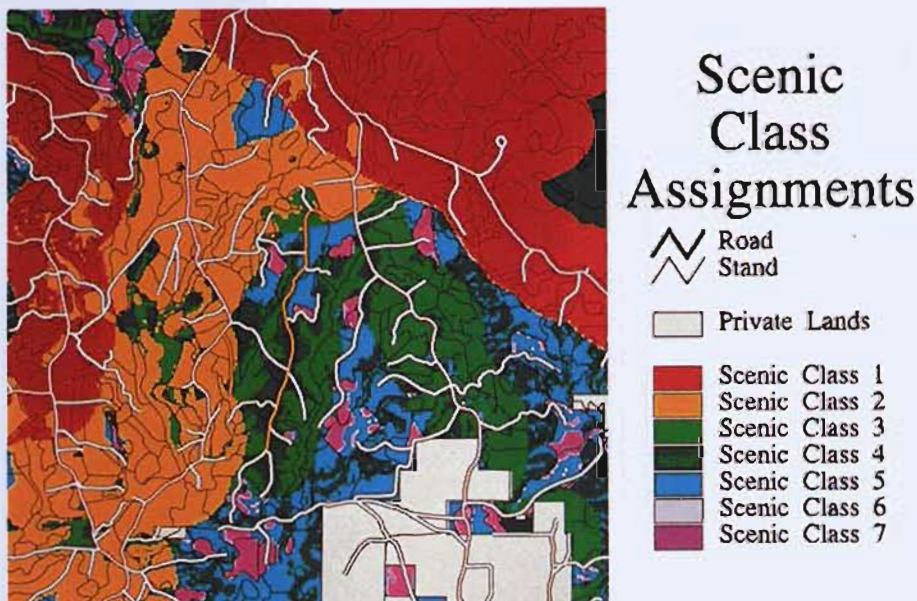 Scenic
Class
Assignments
Road
Stand
Private Lands
Scenic Class 1
Scenic Class 2
Scenic Class 3
Scenic Class 4
Scenic Class 5
Scenic Class 6
Scenic Class 7